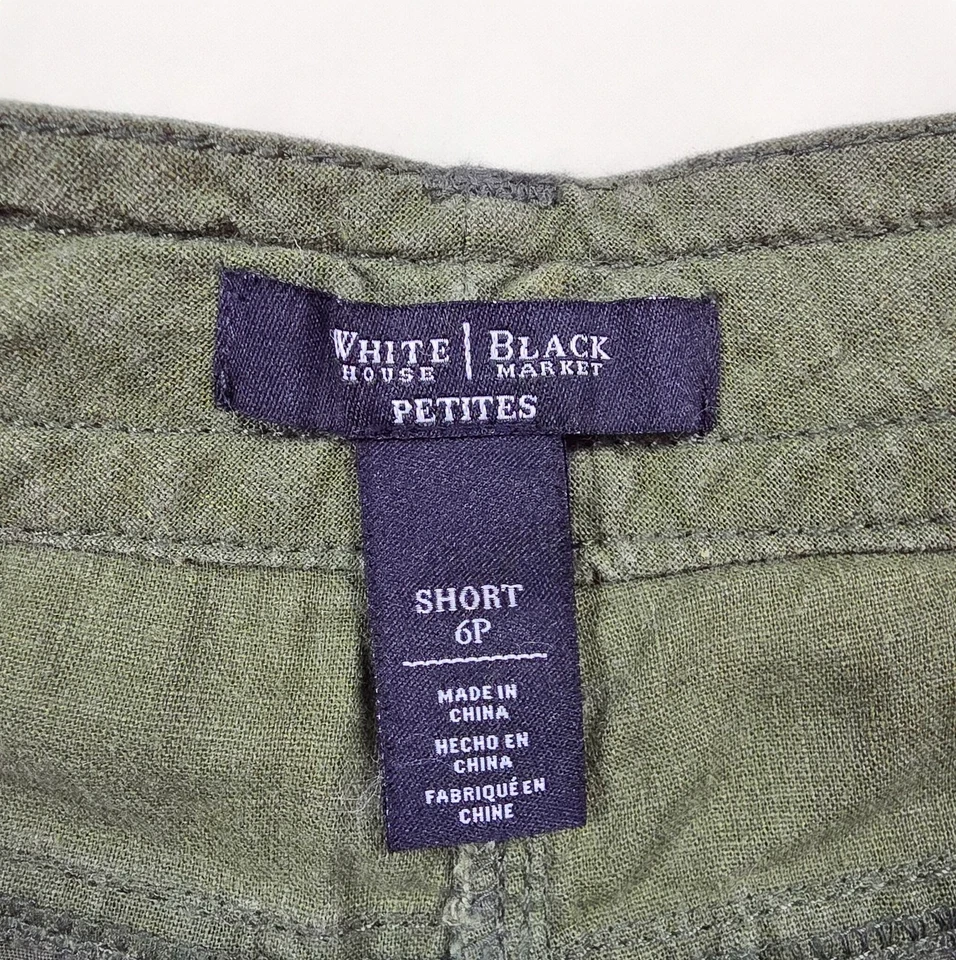 WHITE | BLACK
HOUSE MARKET
PETITES
SHORT
6P
MADE IN
CHINA
HECHO EN
CHINA
FABRIQUÉ EN
CHINE